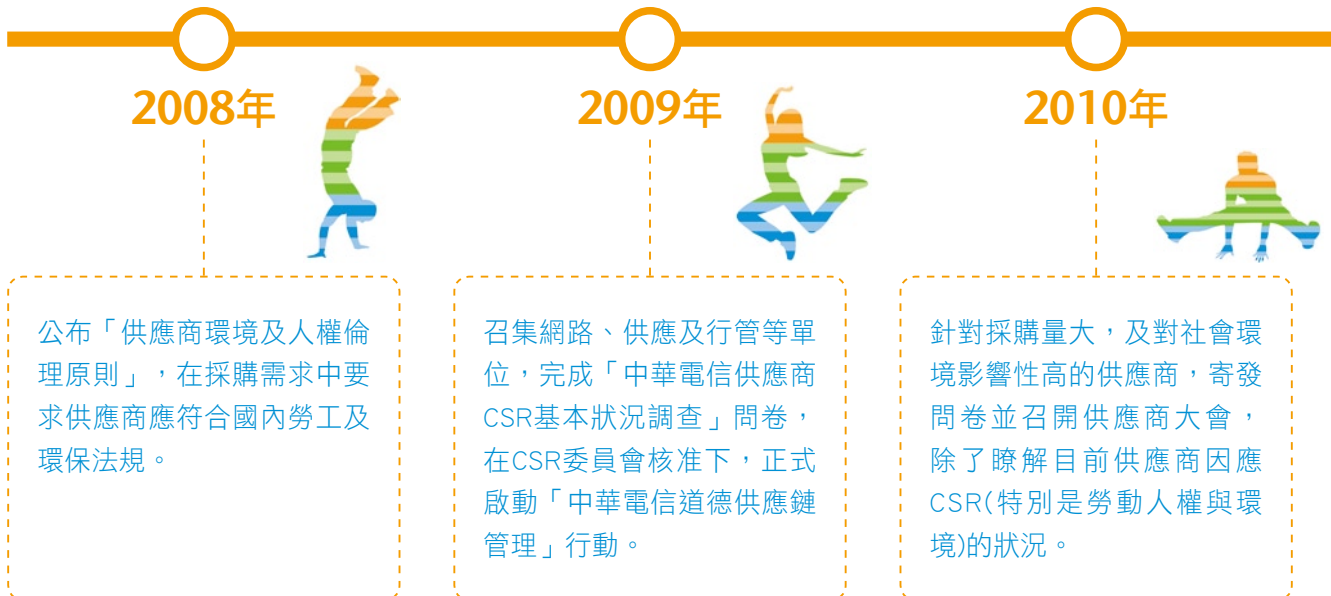 2008年
公布「供應商環境及人權倫
理原則」，在採購需求中要
求供應商應符合國內勞工及
環保法規。
2009年
召集網路、供應及行管等單
位，完成「中華電信供應商
CSR基本狀況調查」問卷，
在CSR委員會核准下，正式
啟動「中華電信道德供應鏈
管理」行動。
2010年
針對採購量大，及對社會環
境影響性高的供應商，寄發
問卷並召開供應商大會，
除了瞭解目前供應商因應
CSR(特別是勞動人權與環
境)的狀況。